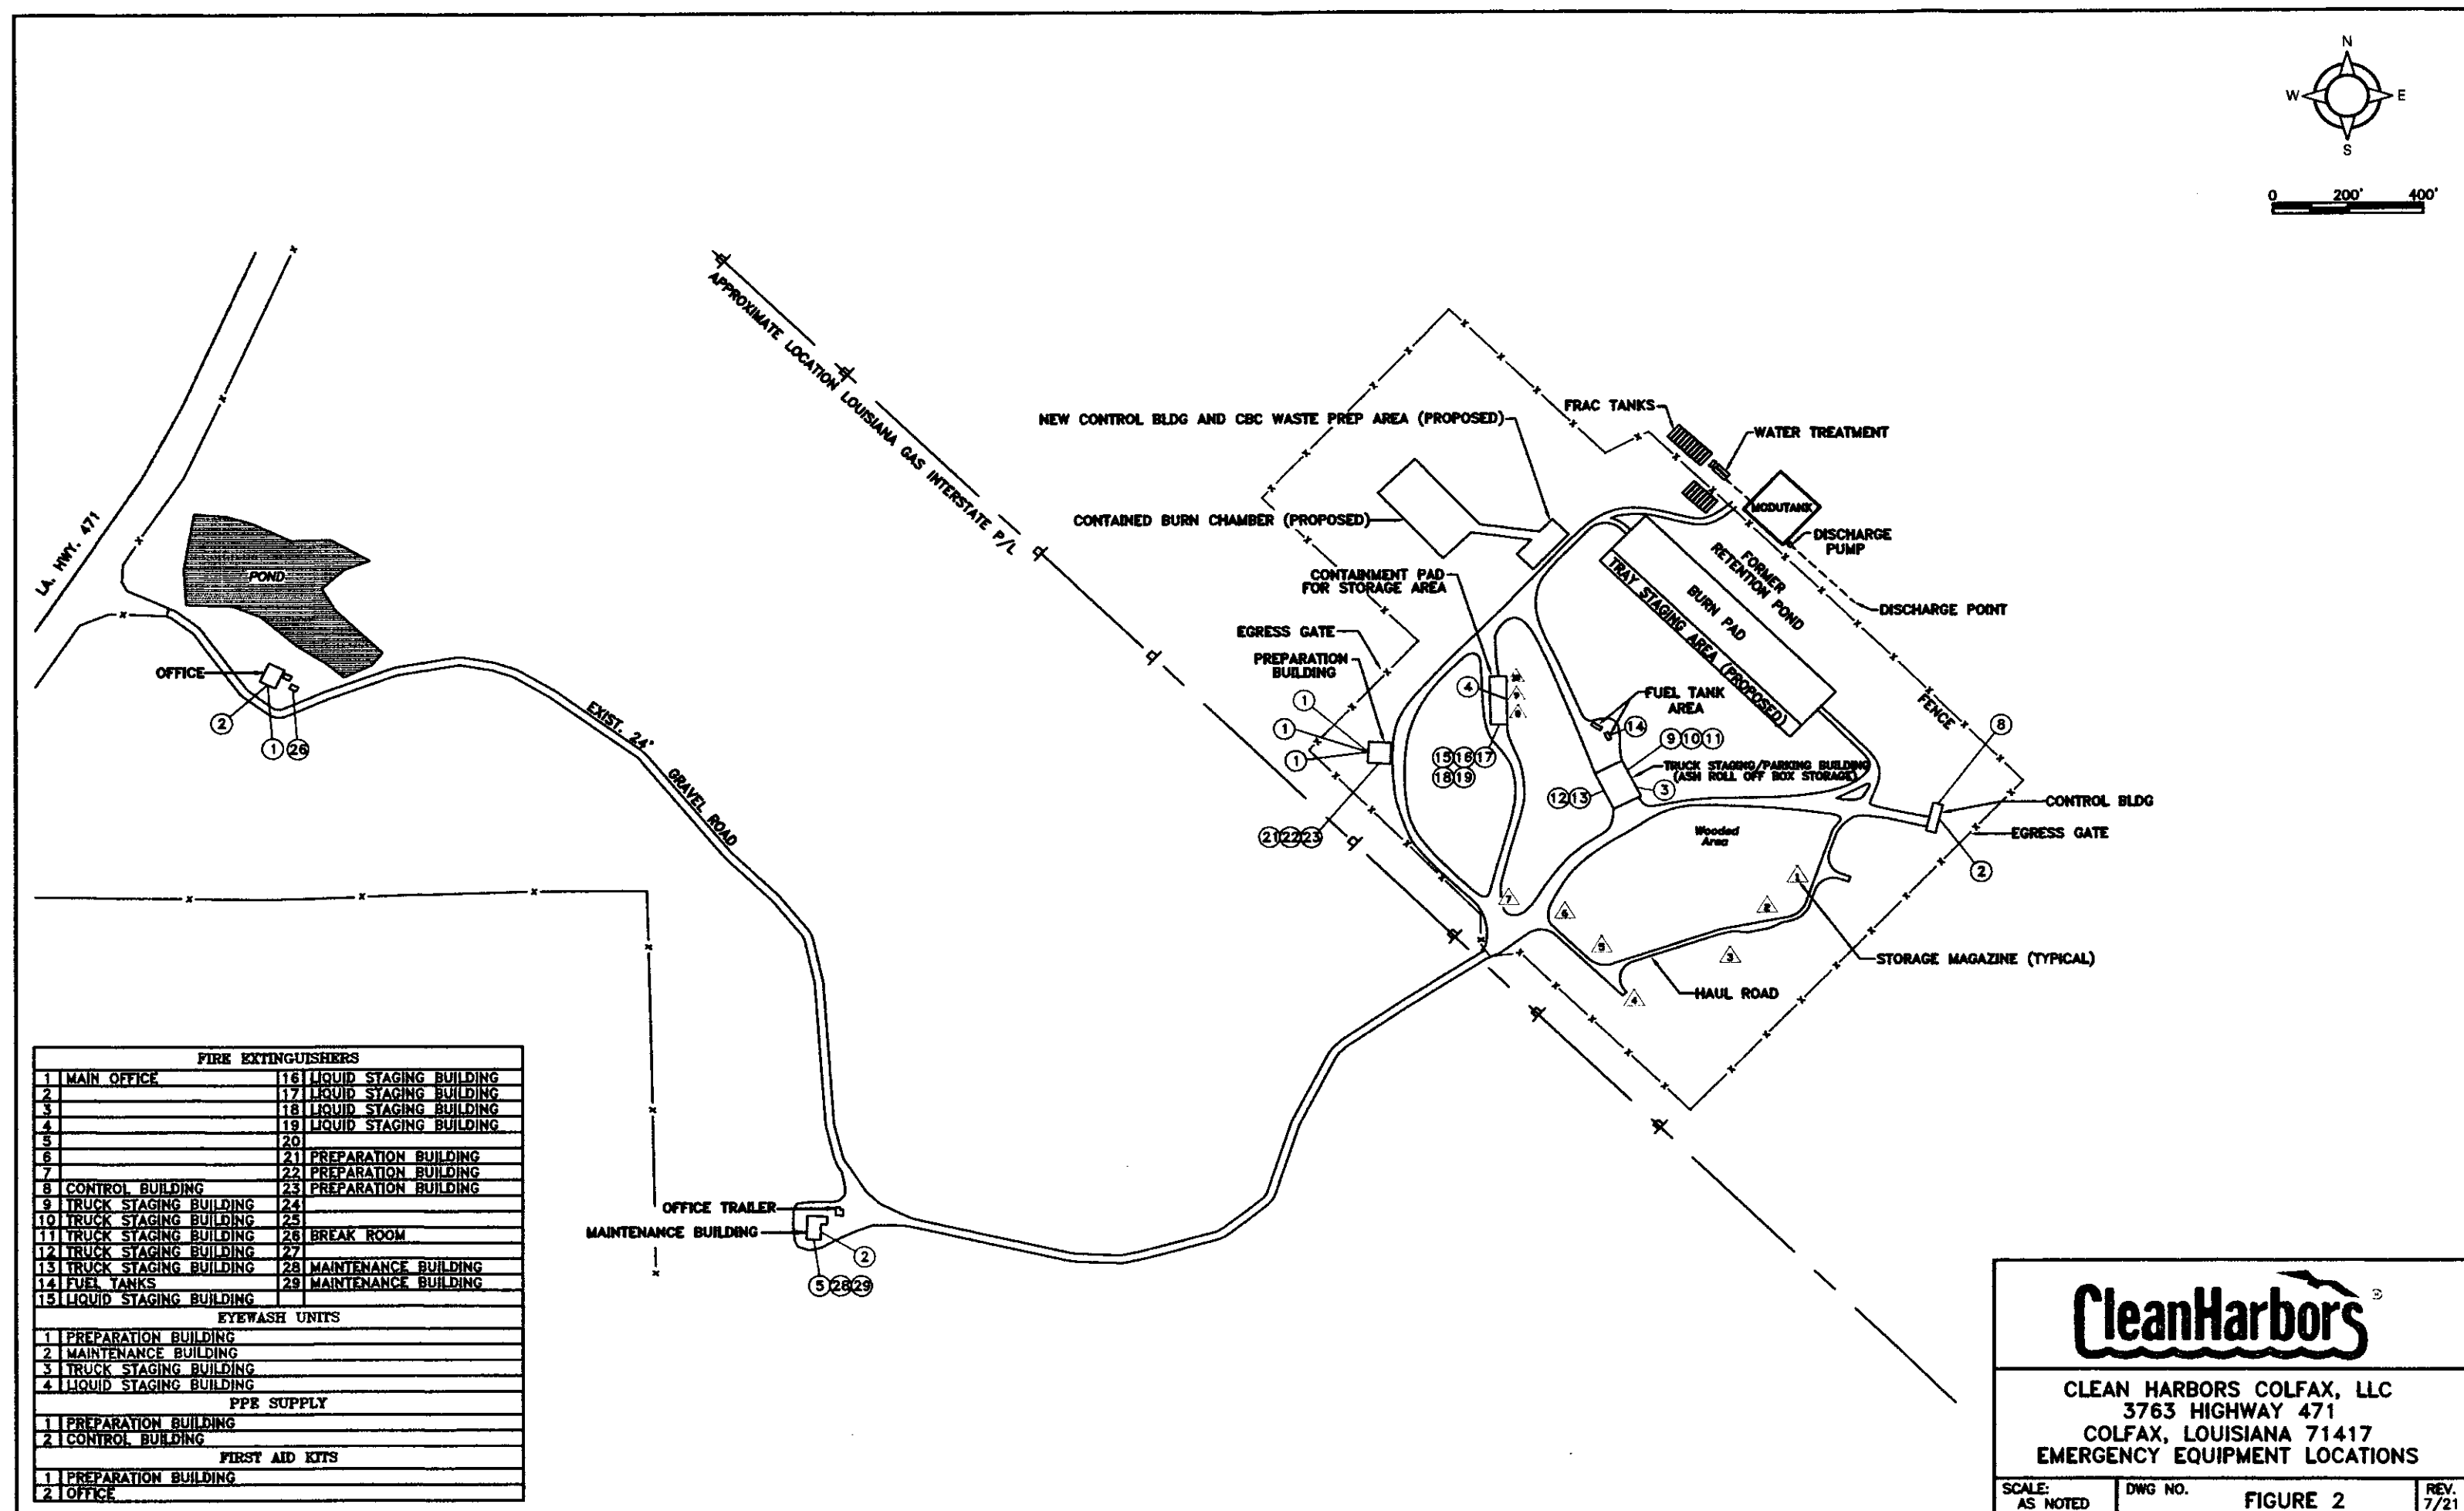 N
W E
S
0 200' 400'
APPROXIMATE LOCATION LOUISIANA GAS INTERSTATE P/L
LA. HWY. 471
POND
OFFICE
2
1 26
EXIST. 24'
GRAVEL ROAD
FRAC TANKS
NEW CONTROL BLDG AND CBC WASTE PREP AREA (PROPOSED)
WATER TREATMENT
CONTAINED BURN CHAMBER (PROPOSED)
MODUTANK
DISCHARGE
PUMP
FORMER
RETENTION POND
BURN PAD
TRAY STAGING AREA (PROPOSED)
CONTAINMENT PAD
FOR STORAGE AREA
DISCHARGE POINT
EGRESS GATE
PREPARATION
BUILDING
4
10
9
8
FUEL TANK
AREA
FENCE
1
1
1
14
8
9 10 11
15 16 17
18 19
TRUCK STAGING/PARKING BUILDING
(ASH ROLL OFF BOX STORAGE)
12 13
3
CONTROL BLDG
EGRESS GATE
21 22 23
Wooded
Area
2
1
7
6
2
5
3
STORAGE MAGAZINE (TYPICAL)
4
HAUL ROAD
OFFICE TRAILER
MAINTENANCE BUILDING
2
5 28 29
FIRE EXTINGUISHERS
1 MAIN OFFICE 16 LIQUID STAGING BUILDING
2 17 LIQUID STAGING BUILDING
3 18 LIQUID STAGING BUILDING
4 19 LIQUID STAGING BUILDING
5 20
6 21 PREPARATION BUILDING
7 22 PREPARATION BUILDING
8 CONTROL BUILDING 23 PREPARATION BUILDING
9 TRUCK STAGING BUILDING 24
10 TRUCK STAGING BUILDING 25
11 TRUCK STAGING BUILDING 26 BREAK ROOM
12 TRUCK STAGING BUILDING 27
13 TRUCK STAGING BUILDING 28 MAINTENANCE BUILDING
14 FUEL TANKS 29 MAINTENANCE BUILDING
15 LIQUID STAGING BUILDING
EYEWASH UNITS
1 PREPARATION BUILDING
2 MAINTENANCE BUILDING
3 TRUCK STAGING BUILDING
4 LIQUID STAGING BUILDING
PPE SUPPLY
1 PREPARATION BUILDING
2 CONTROL BUILDING
FIRST AID KITS
1 PREPARATION BUILDING
2 OFFICE
CleanHarbors®
CLEAN HARBORS COLFAX, LLC
3763 HIGHWAY 471
COLFAX, LOUISIANA 71417
EMERGENCY EQUIPMENT LOCATIONS
SCALE: AS NOTED
DWG NO. FIGURE 2
REV. 7/21